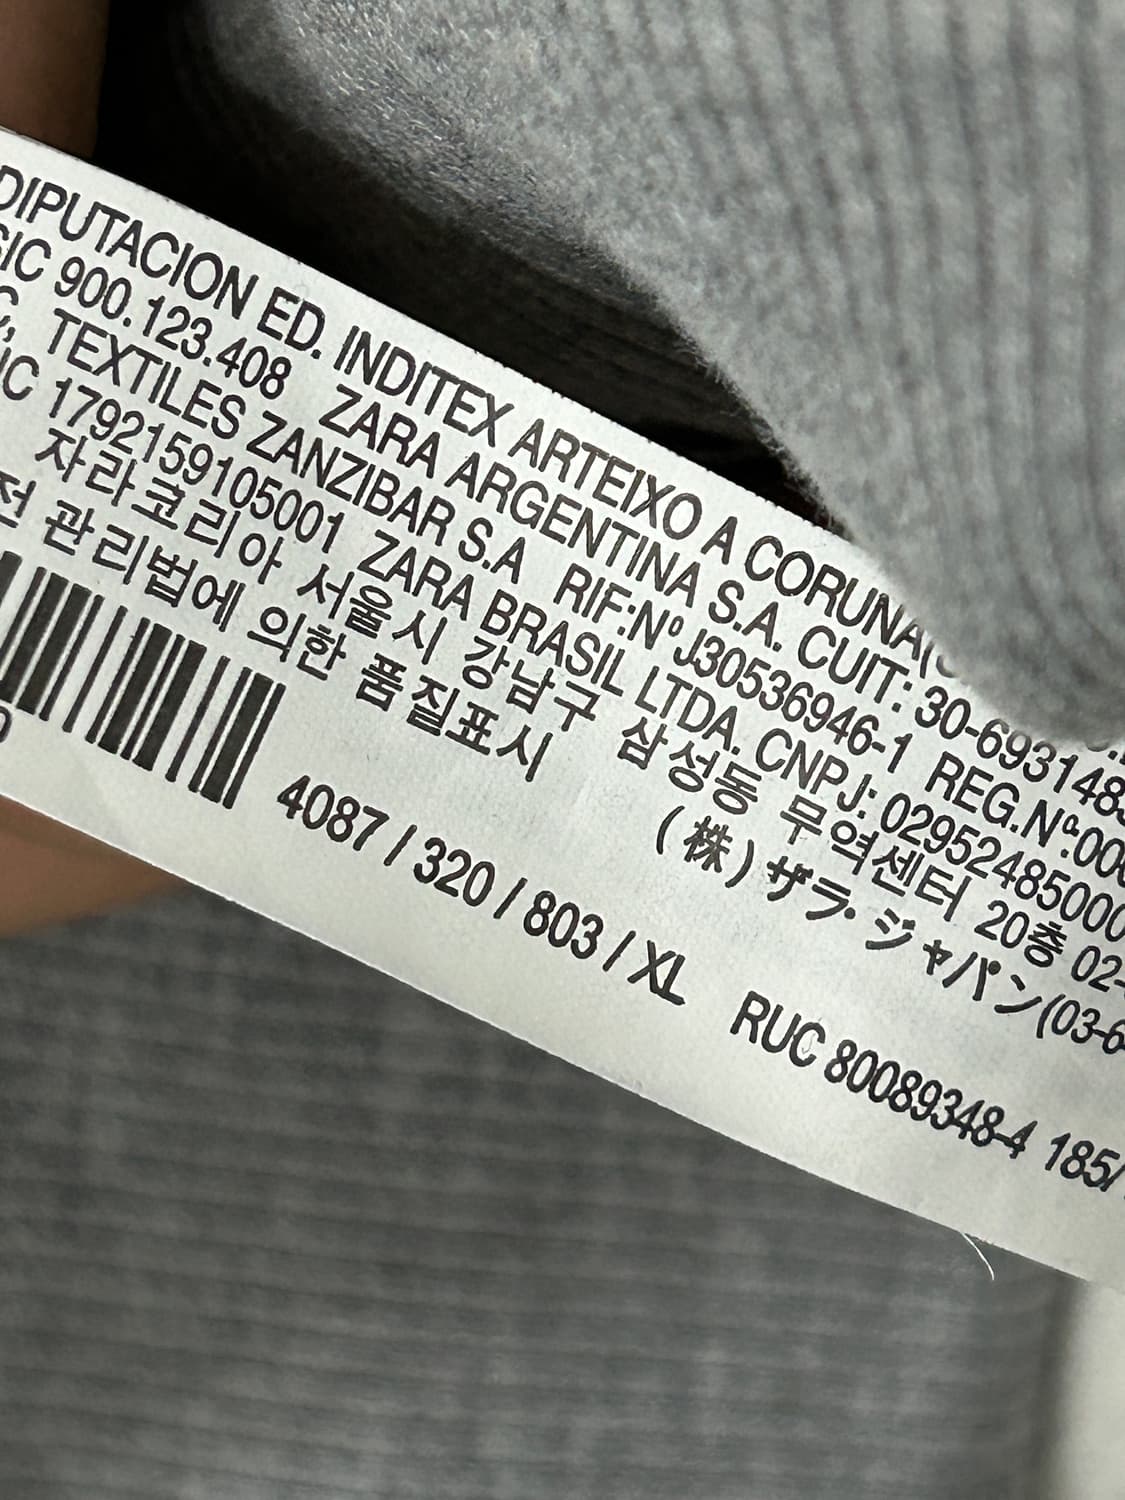 DIPUTACION ED. INDITEX ARTEIXO A CORUNA(
900.123.408 ZARA ARGENTINA S.A. CUIT: 30-693148
TEXTILES ZANZIBAR S.A RIF:Nº J30536946-1 REG.Nº:000
1792159105001 ZARA BRASIL LTDA. CNPJ: 02952485000
자라코리아 서울시 강남구 삼성동 무역센터 20층 02-
전 관리법에 의한 품질표시 (株) ザラ・ジャパン(03-6
4087 / 320 / 803 / XL RUC 80089348-4 185/